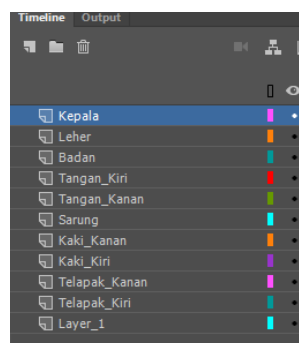 Timeline Output
Kepala
Leher
Badan
Tangan_Kiri
Tangan_Kanan
Sarung
Kaki_Kanan
Kaki_Kiri
Telapak_Kanan
Telapak_Kiri
Layer_1